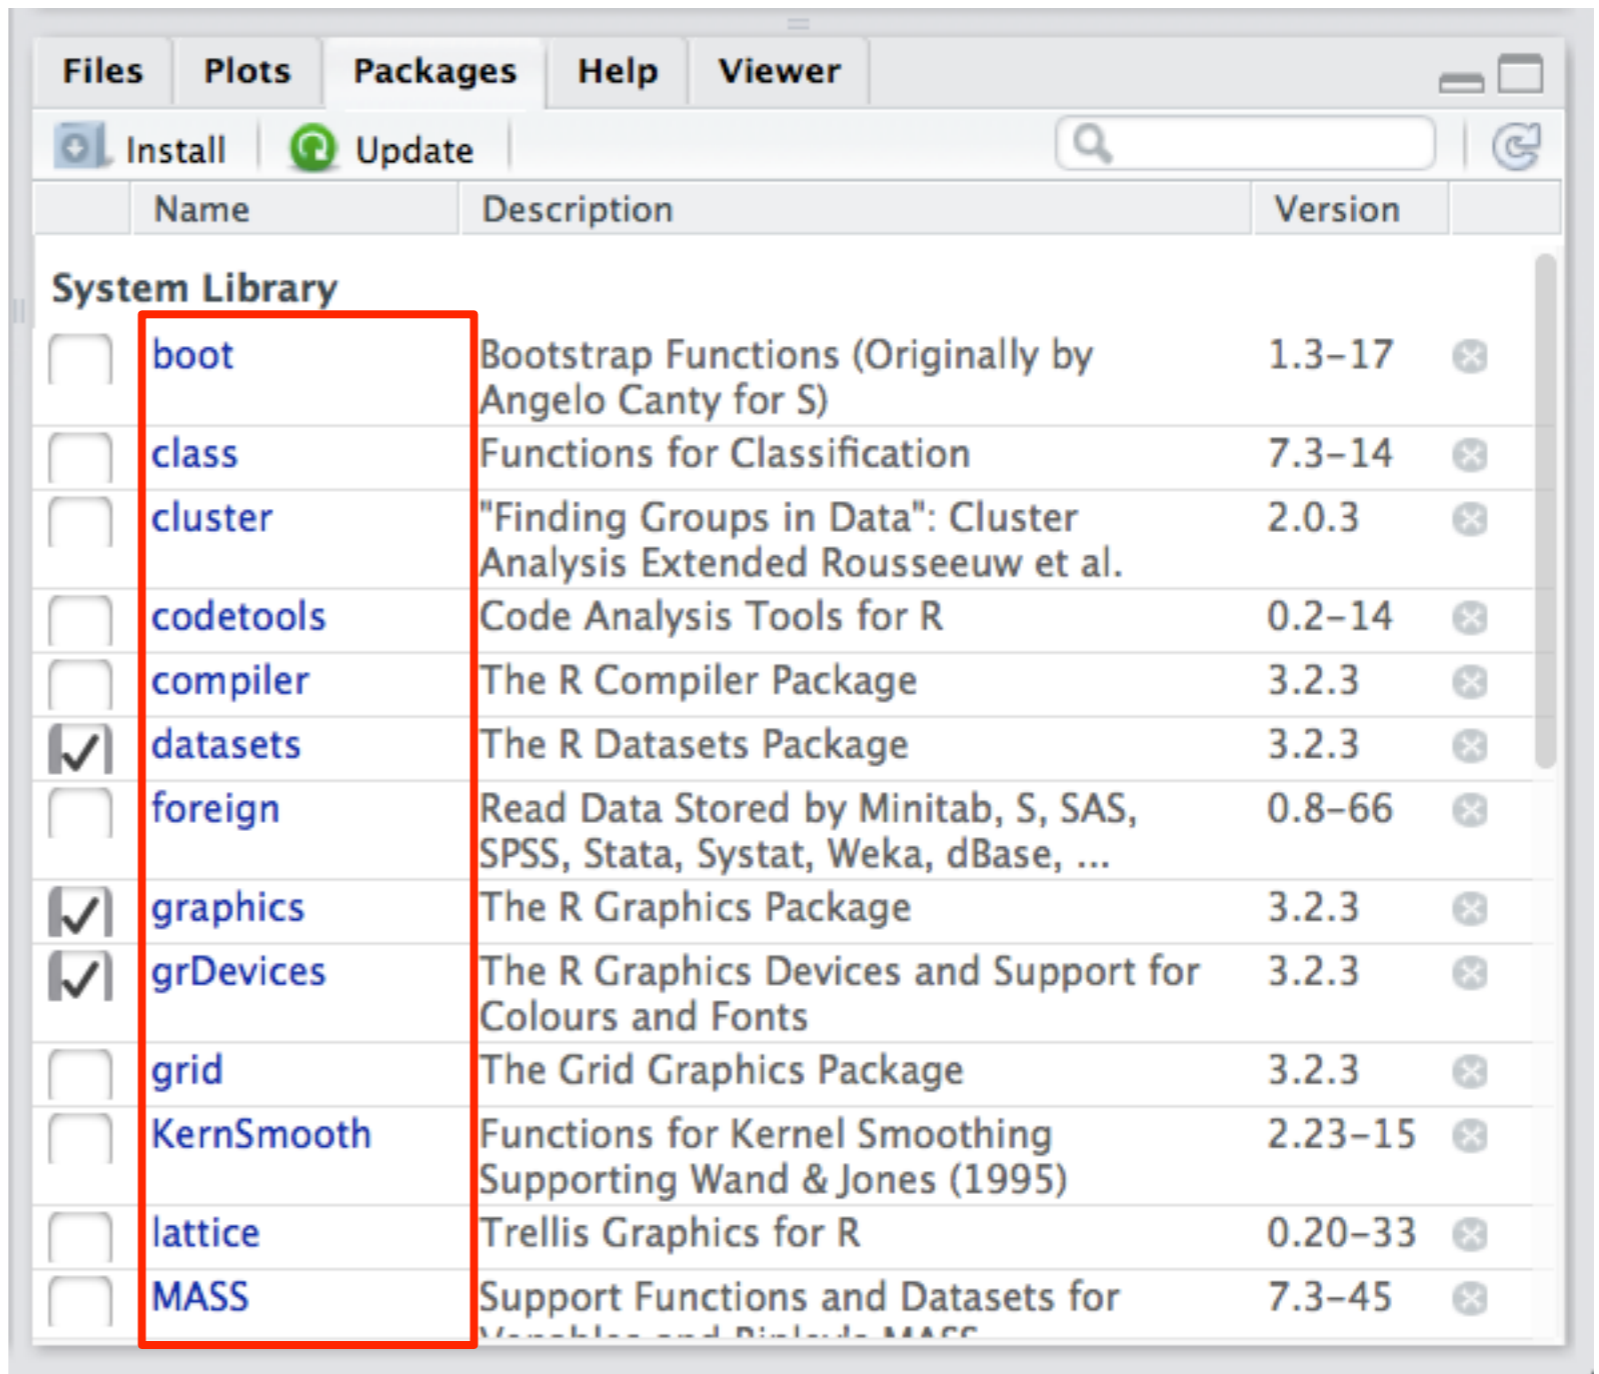 Files Plots Packages Help Viewer
Install Update
Name Description Version
System Library
boot Bootstrap Functions (Originally by 1.3-17
Angelo Canty for S)
class Functions for Classification 7.3-14
cluster "Finding Groups in Data": Cluster 2.0.3
Analysis Extended Rousseeuw et al.
codetools Code Analysis Tools for R 0.2-14
compiler The R Compiler Package 3.2.3
datasets The R Datasets Package 3.2.3
foreign Read Data Stored by Minitab, S, SAS, 0.8-66
SPSS, Stata, Systat, Weka, dBase, ...
graphics The R Graphics Package 3.2.3
grDevices The R Graphics Devices and Support for 3.2.3
Colours and Fonts
grid The Grid Graphics Package 3.2.3
KernSmooth Functions for Kernel Smoothing 2.23-15
Supporting Wand & Jones (1995)
lattice Trellis Graphics for R 0.20-33
MASS Support Functions and Datasets for 7.3-45